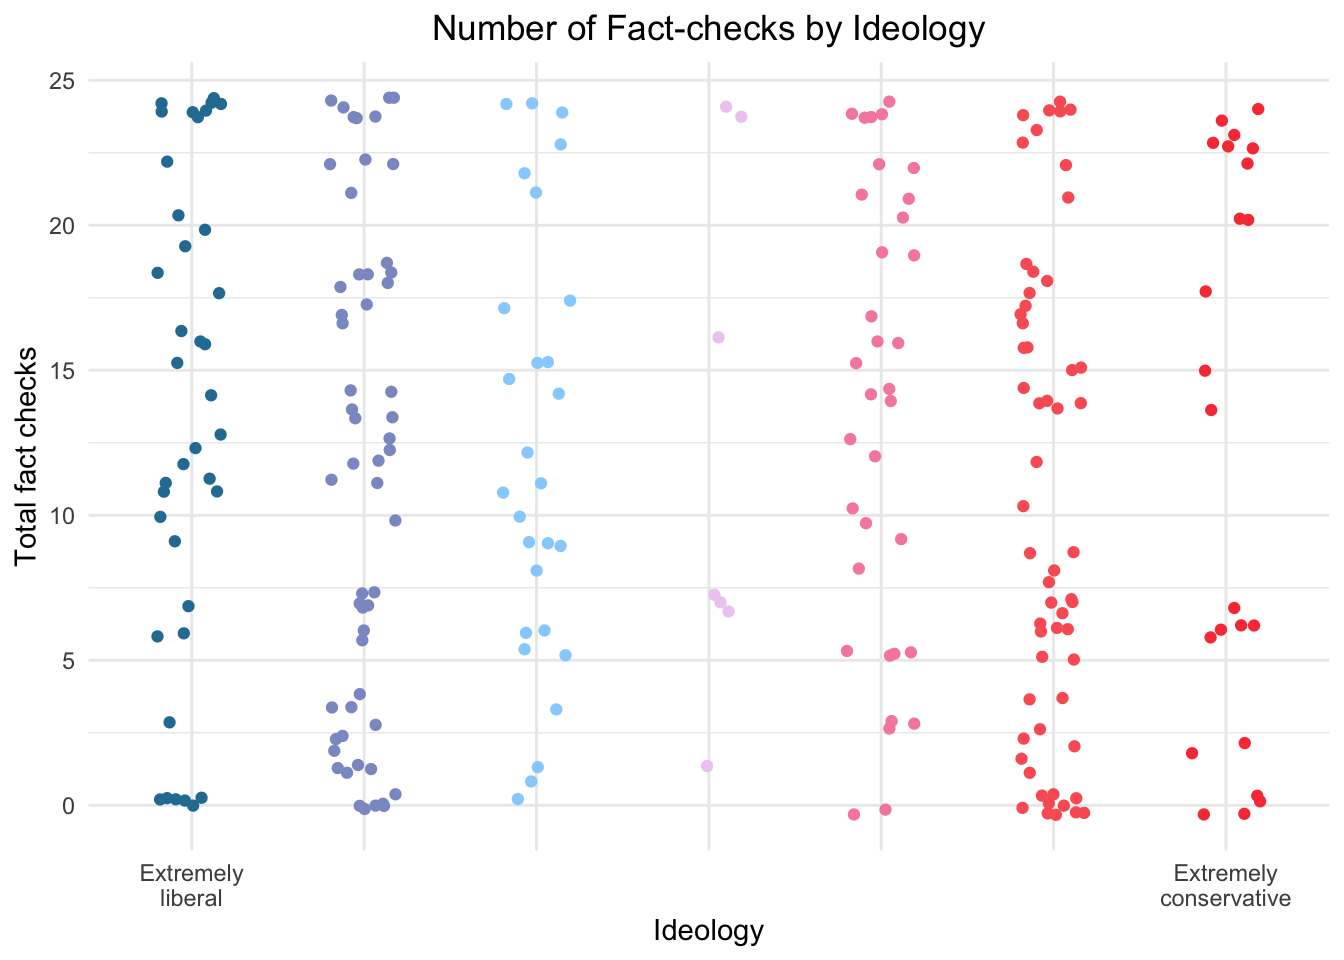 Number of Fact-checks by Ideology
25
20
15
10
5
0
Total fact checks
Extremely
liberal
Extremely
conservative
Ideology